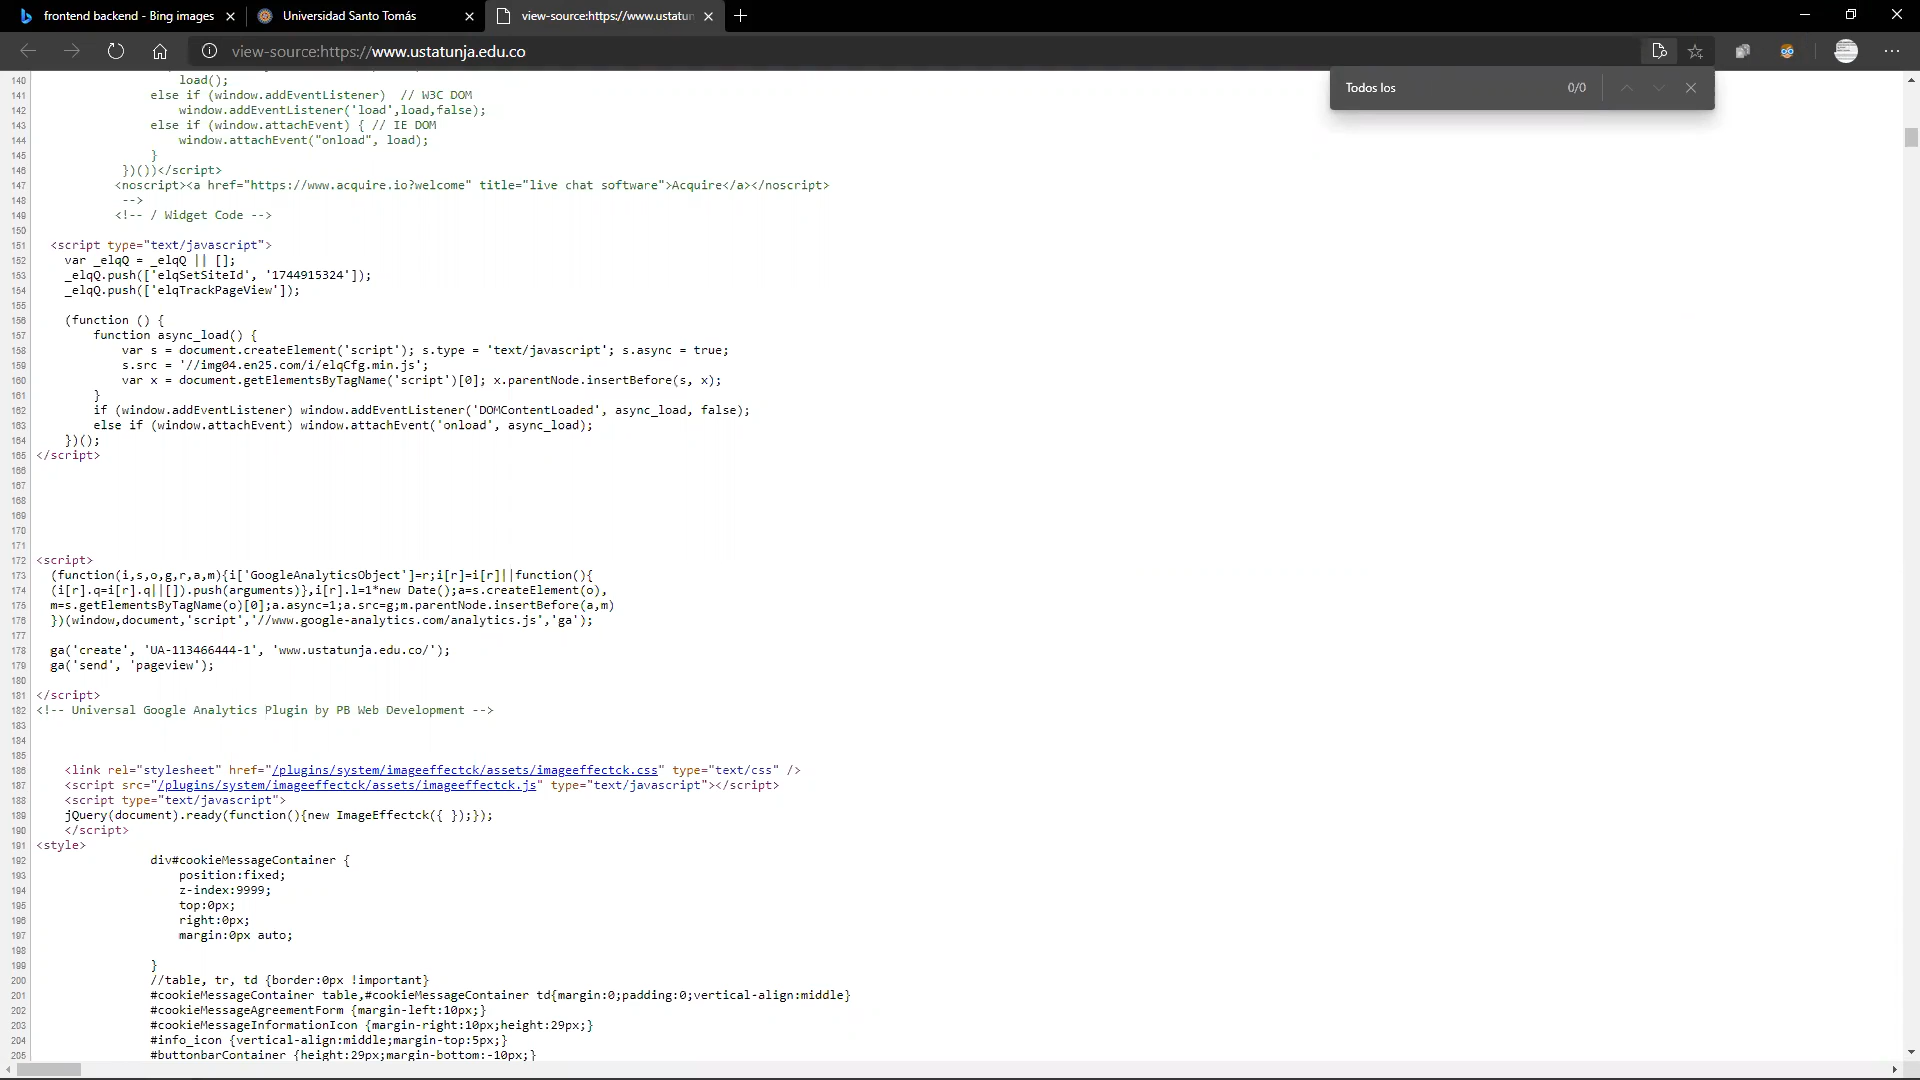 frontend backend - Bing images
Universidad Santo Tomás
view-source:https://www.ustatun
view-source:https://www.ustatunja.edu.co
Todos los
0/0
140 load();
141 else if (window.addEventListener)  // W3C DOM
142 window.addEventListener('load',load,false);
143 else if (window.attachEvent) { // IE DOM
144 window.attachEvent("onload", load);
145 }
146 })())</script>
147 <noscript><a href="https://www.acquire.io?welcome" title="live chat software">Acquire</a></noscript>
148 -->
149 <!-- / Widget Code -->
150
151 <script type="text/javascript">
152 var _elqQ = _elqQ || [];
153 _elqQ.push(['elqSetSiteId', '1744915324']);
154 _elqQ.push(['elqTrackPageView']);
155
156 (function () {
157 function async_load() {
158 var s = document.createElement('script'); s.type = 'text/javascript'; s.async = true;
159 s.src = '//img04.en25.com/i/elqCfg.min.js';
160 var x = document.getElementsByTagName('script')[0]; x.parentNode.insertBefore(s, x);
161 }
162 if (window.addEventListener) window.addEventListener('DOMContentLoaded', async_load, false);
163 else if (window.attachEvent) window.attachEvent('onload', async_load);
164 })();
165 </script>
166
167
168
169
170
171
172 <script>
173 (function(i,s,o,g,r,a,m){i['GoogleAnalyticsObject']=r;i[r]=i[r]||function(){
174 (i[r].q=i[r].q||[]).push(arguments)},i[r].l=1*new Date();a=s.createElement(o),
175 m=s.getElementsByTagName(o)[0];a.async=1;a.src=g;m.parentNode.insertBefore(a,m)
176 })(window,document,'script','//www.google-analytics.com/analytics.js','ga');
177
178 ga('create', 'UA-113466444-1', 'www.ustatunja.edu.co/');
179 ga('send', 'pageview');
180
181 </script>
182 <!-- Universal Google Analytics Plugin by PB Web Development -->
183
184
185
186 <link rel="stylesheet" href="/plugins/system/imageeffectck/assets/imageeffectck.css" type="text/css" />
187 <script src="/plugins/system/imageeffectck/assets/imageeffectck.js" type="text/javascript"></script>
188 <script type="text/javascript">
189 jQuery(document).ready(function(){new ImageEffectck({ });});
190 </script>
191 <style>
192 div#cookieMessageContainer {
193 position:fixed;
194 z-index:9999;
195 top:0px;
196 right:0px;
197 margin:0px auto;
198
199 }
200 //table, tr, td {border:0px !important}
201 #cookieMessageContainer table,#cookieMessageContainer td{margin:0;padding:0;vertical-align:middle}
202 #cookieMessageAgreementForm {margin-left:10px;}
203 #cookieMessageInformationIcon {margin-right:10px;height:29px;}
204 #info_icon {vertical-align:middle;margin-top:5px;}
205 #buttonbarContainer {height:29px;margin-bottom:-10px;}